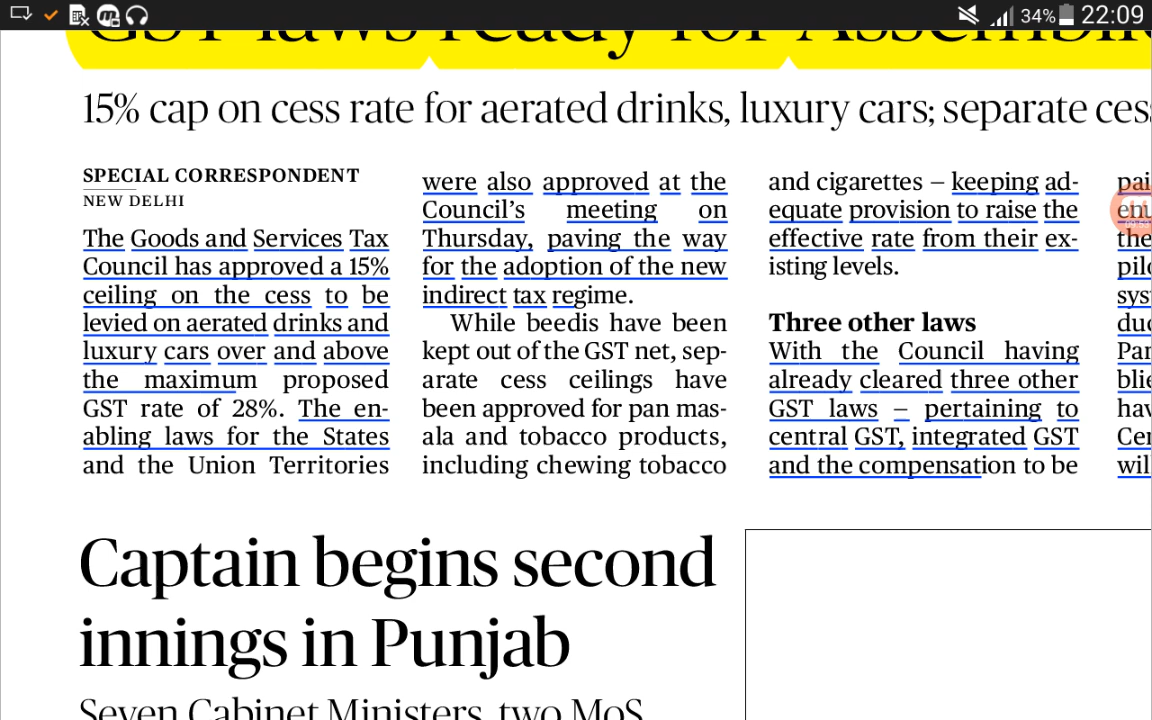 34% 22:09
GST laws ready for
15% cap on cess rate for aerated drinks, luxury cars; separate
SPECIAL CORRESPONDENT
NEW DELHI
The Goods and Services Tax
Council has approved a 15%
ceiling on the cess to be
levied on aerated drinks and
luxury cars over and above
the maximum proposed
GST rate of 28%. The en-
abling laws for the States
and the Union Territories
were also approved at the
Council's meeting on
Thursday, paving the way
for the adoption of the new
indirect tax regime.
While beedis have been
kept out of the GST net, sep-
arate cess ceilings have
been approved for pan mas-
ala and tobacco products,
including chewing tobacco
and cigarettes – keeping ad-
equate provision to raise the
effective rate from their ex-
isting levels.
Three other laws
With the Council having
already cleared three other
GST laws – pertaining to
central GST, integrated GST
and the compensation to be
Captain begins second
innings in Punjab
Seven Cabinet Ministers, two MoS